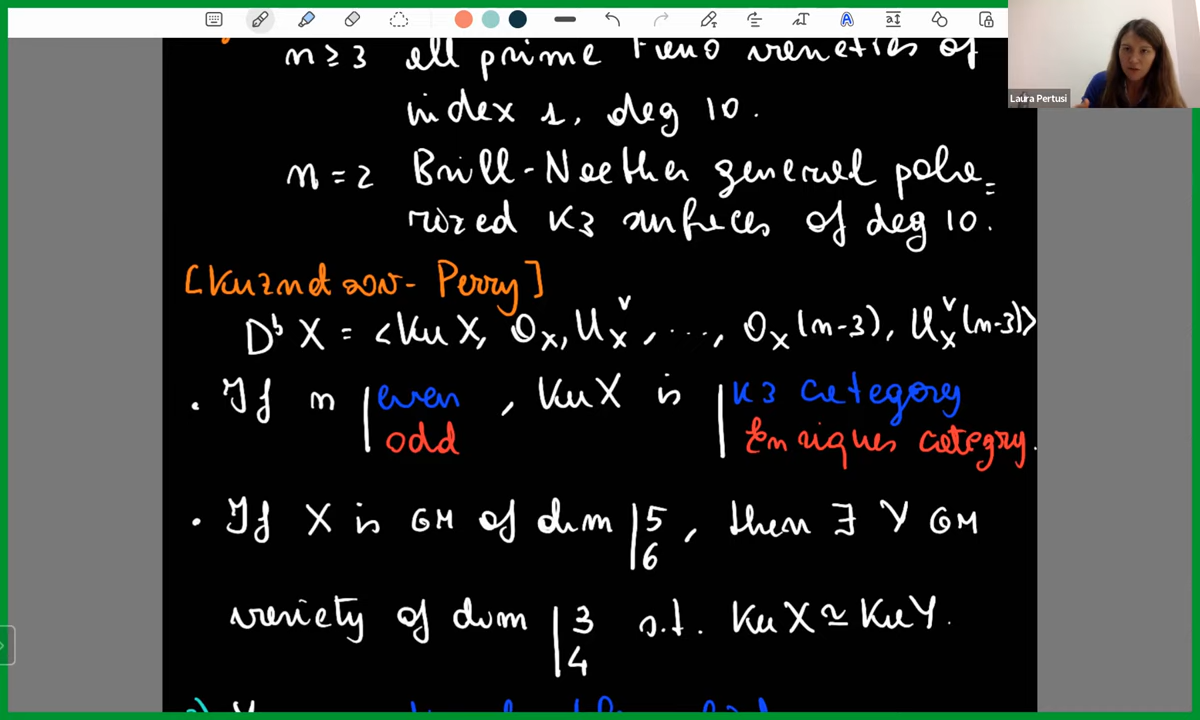 n ≥ 3 all prime Fano varieties of
index 1, deg 10.
n = 2 Brill-Noether general pola=
rized K3 surfaces of deg 10.
[Kuznetsov-Perry]
D^b X = <Ku X, O_X, U_X^∨, ..., O_X(n-3), U_X^∨(n-3)>
. If n | even odd , Ku X is | K3 category Enriques category.
. If X is GM of dim | 5 6 , then ∃ Y GM
variety of dim | 3 4 s.t. Ku X ≃ Ku Y.
Laura Pertusi